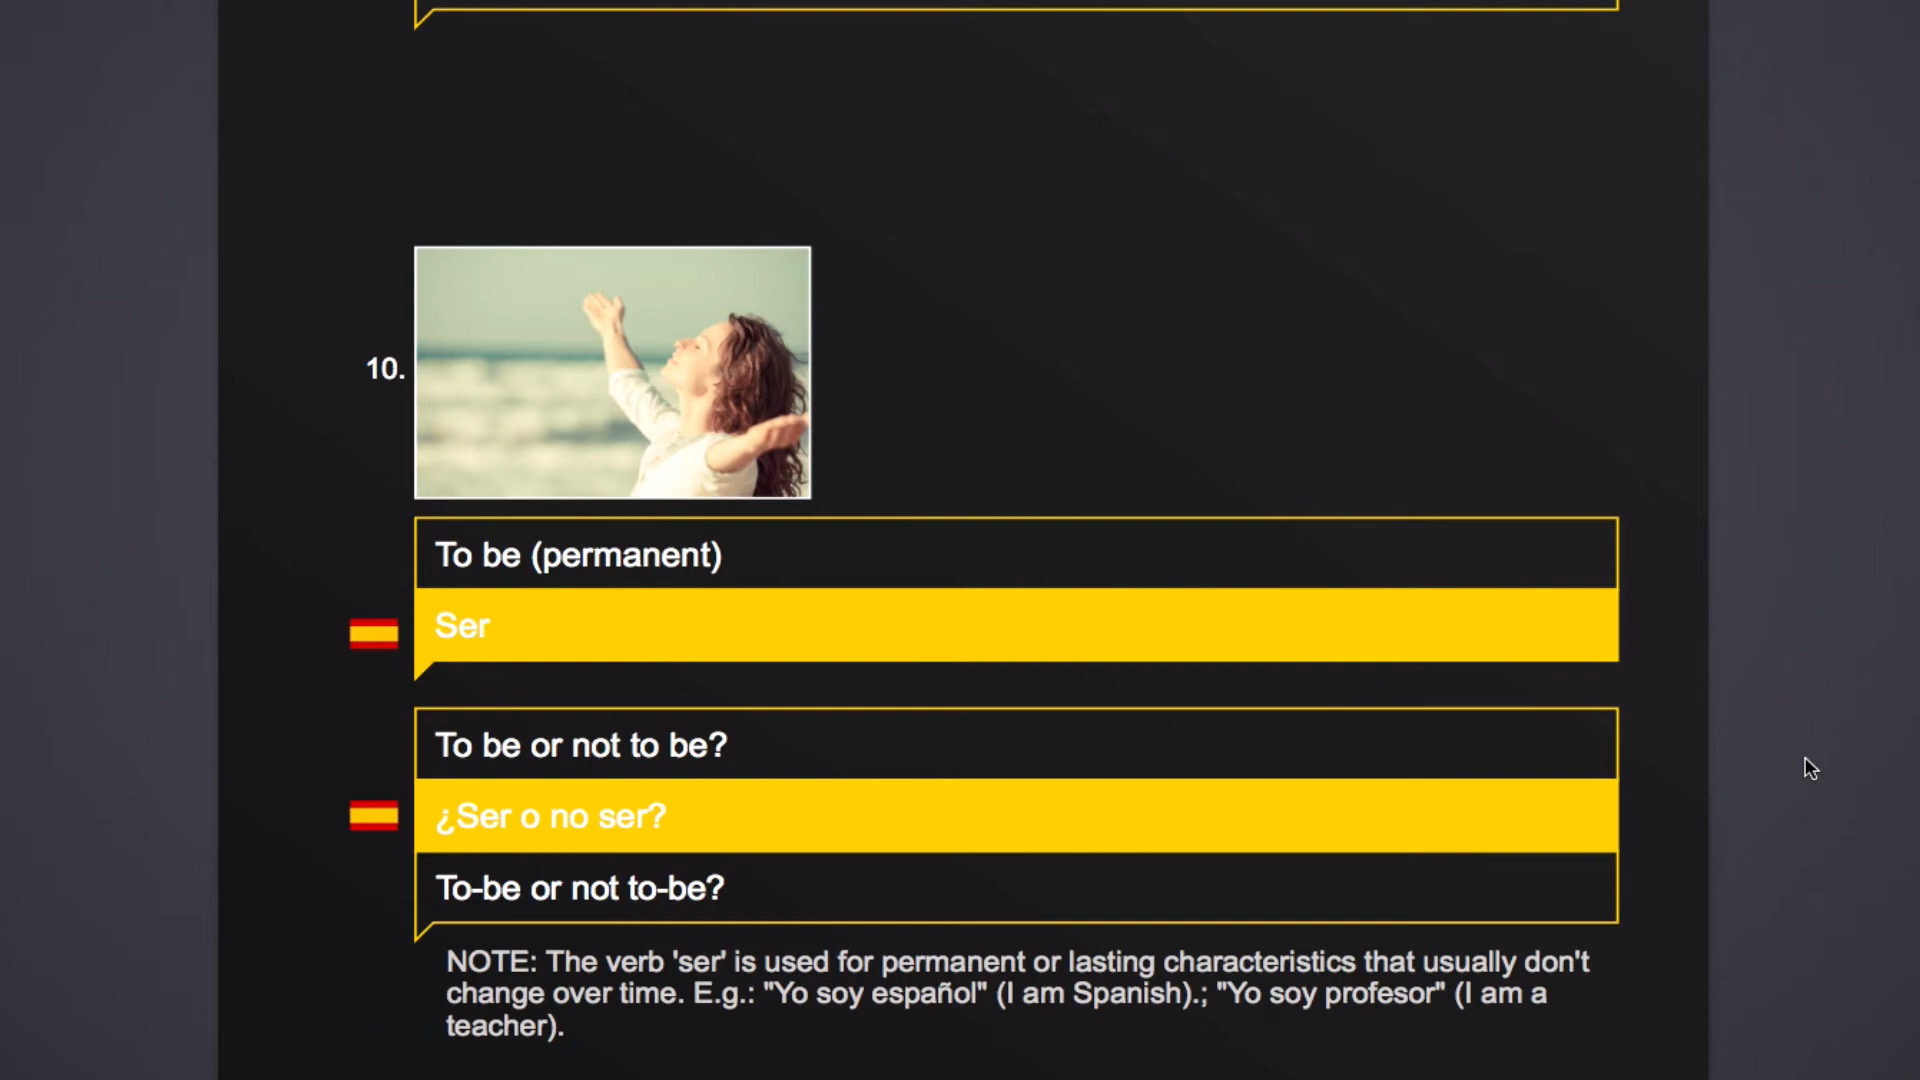 10.
To be (permanent)
Ser
To be or not to be?
¿Ser o no ser?
To-be or not to-be?
NOTE: The verb 'ser' is used for permanent or lasting characteristics that usually don't
change over time. E.g.: "Yo soy español" (I am Spanish).; "Yo soy profesor" (I am a
teacher).